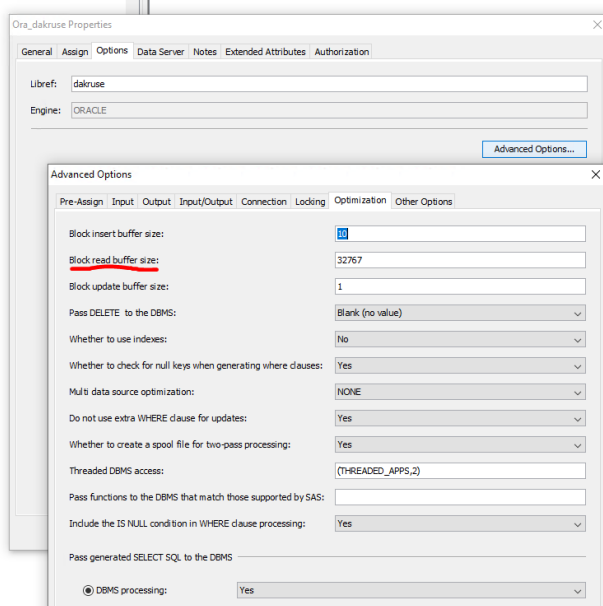 Ora_dakruse Properties
General Assign Options Data Server Notes Extended Attributes Authorization
Libref: dakruse
Engine: ORACLE
Advanced Options...
Advanced Options
Pre-Assign Input Output Input/Output Connection Locking Optimization Other Options
Block insert buffer size: 10
Block read buffer size: 32767
Block update buffer size: 1
Pass DELETE to the DBMS: Blank (no value)
Whether to use indexes: No
Whether to check for null keys when generating where clauses: Yes
Multi data source optimization: NONE
Do not use extra WHERE clause for updates: Yes
Whether to create a spool file for two-pass processing: Yes
Threaded DBMS access: (THREADED_APPS,2)
Pass functions to the DBMS that match those supported by SAS:
Include the IS NULL condition in WHERE clause processing: Yes
Pass generated SELECT SQL to the DBMS
DBMS processing: Yes